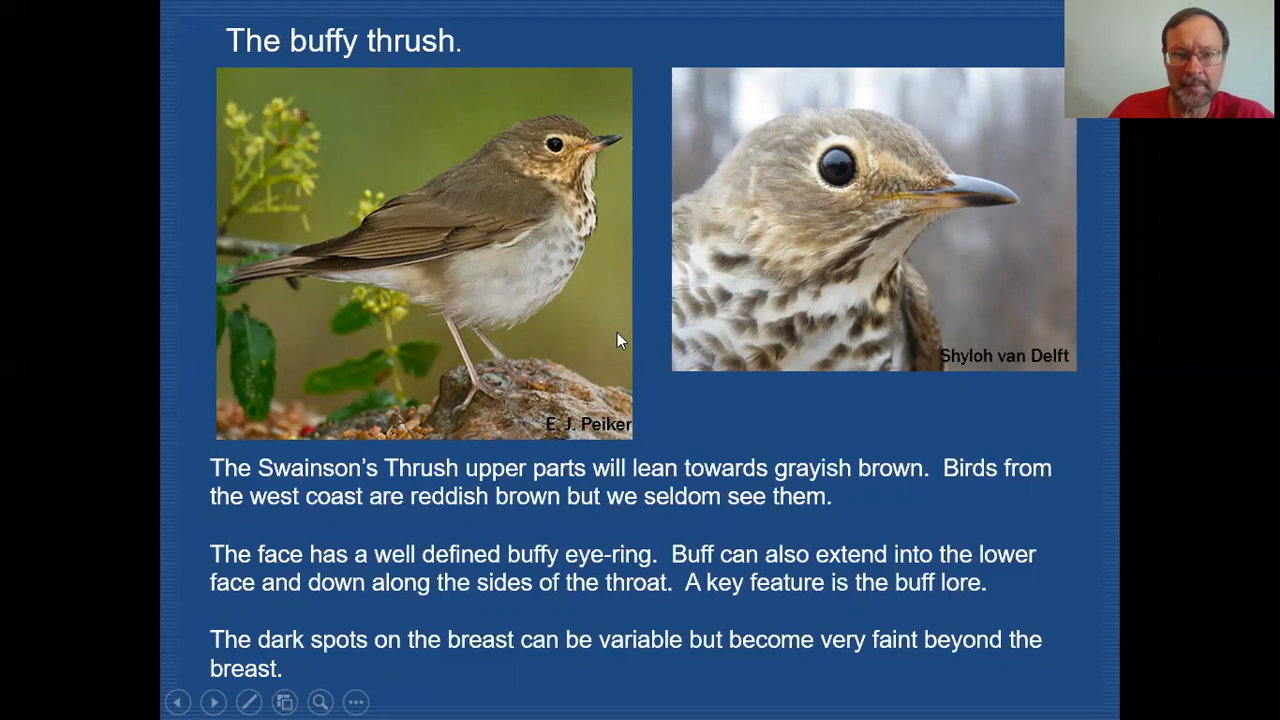 The buffy thrush.
E. J. Peiker
Shyloh van Delft
The Swainson's Thrush upper parts will lean towards grayish brown.  Birds from
the west coast are reddish brown but we seldom see them.
The face has a well defined buffy eye-ring.  Buff can also extend into the lower
face and down along the sides of the throat.  A key feature is the buff lore.
The dark spots on the breast can be variable but become very faint beyond the
breast.